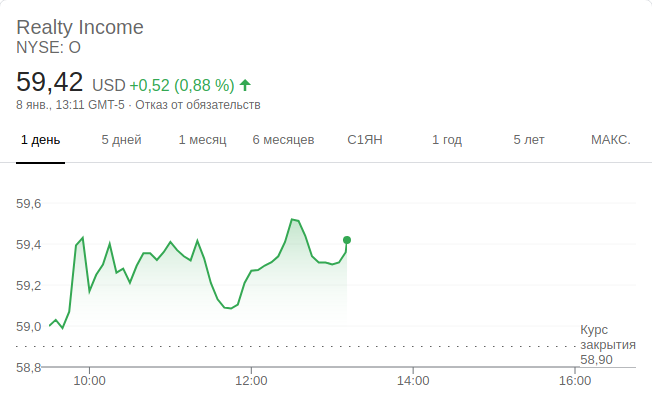 Realty Income
NYSE: O
59,42 USD +0,52 (0,88 %)
8 янв., 13:11 GMT-5 · Отказ от обязательств
1 день 5 дней 1 месяц 6 месяцев С1ЯН 1 год 5 лет МАКС.
59,6
59,4
59,2
59,0
Курс
закрытия
58,90
58,8
10:00 12:00 14:00 16:00